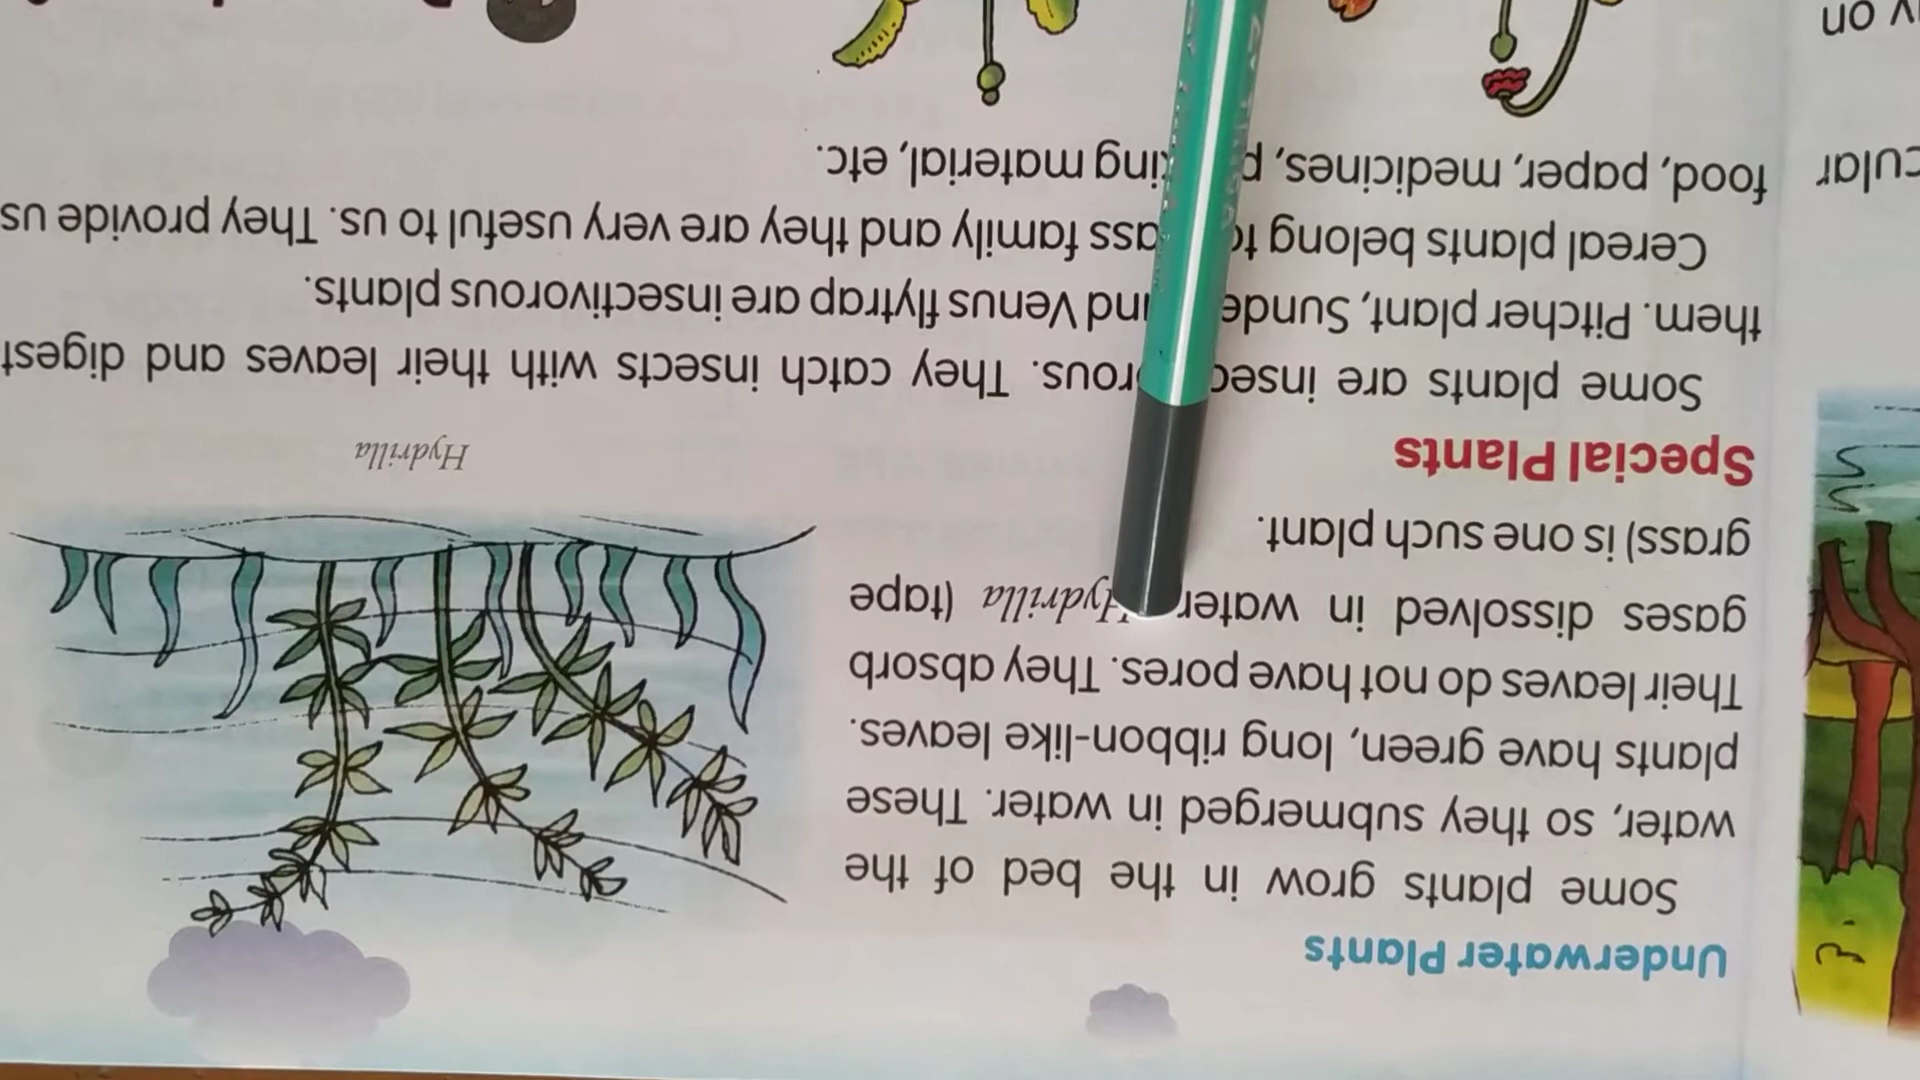 Underwater Plants
Some plants grow in the bed of the
water, so they submerged in water. These
plants have green, long ribbon-like leaves.
Their leaves do not have pores. They absorb
gases dissolved in water. Hydrilla (tape
grass) is one such plant.
Hydrilla
Special Plants
Some plants are insec rous. They catch insects with their leaves and digest
them. Pitcher plant, Sunde and Venus flytrap are insectivorous plants.
Cereal plants belong to ass family and they are very useful to us. They provide us
food, paper, medicines, p king material, etc.
cular
on